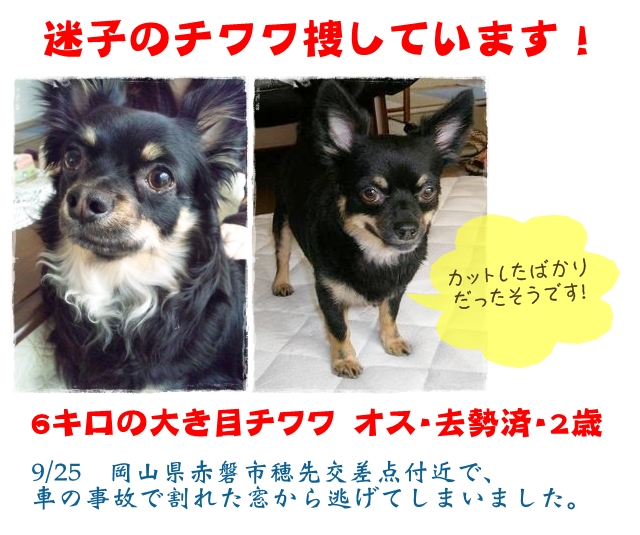 迷子のチワワ捜しています！
カットしたばかり
だったそうです!
6キロの大き目チワワ オス・去勢済・2歳
9/25　岡山県赤磐市穂先交差点付近で、
車の事故で割れた窓から逃げてしまいました。